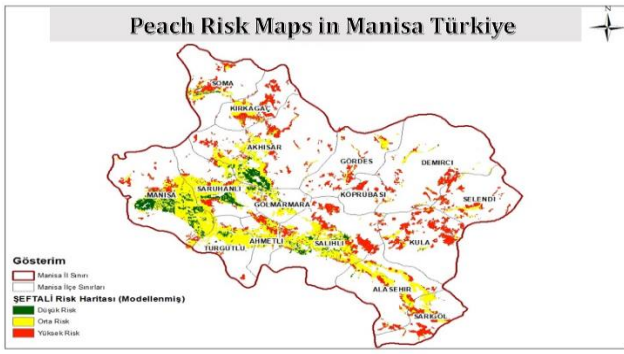 Peach Risk Maps in Manisa Türkiye
N
SOMA
KIRKAĞAÇ
AKHİSAR
GÖRDES
DEMİRCİ
MANİSA
SARUHANLI
GÖLMARMARA
KÖPRÜBAŞI
SELENDİ
TURGUTLU
AHMETLİ
SALİHLİ
KULA
ALAŞEHİR
SARIGÖL
Gösterim
Manisa İl Sınırı
Manisa İlçe Sınırları
ŞEFTALİ Risk Haritası (Modellenmiş)
Düşük Risk
Orta Risk
Yüksek Risk